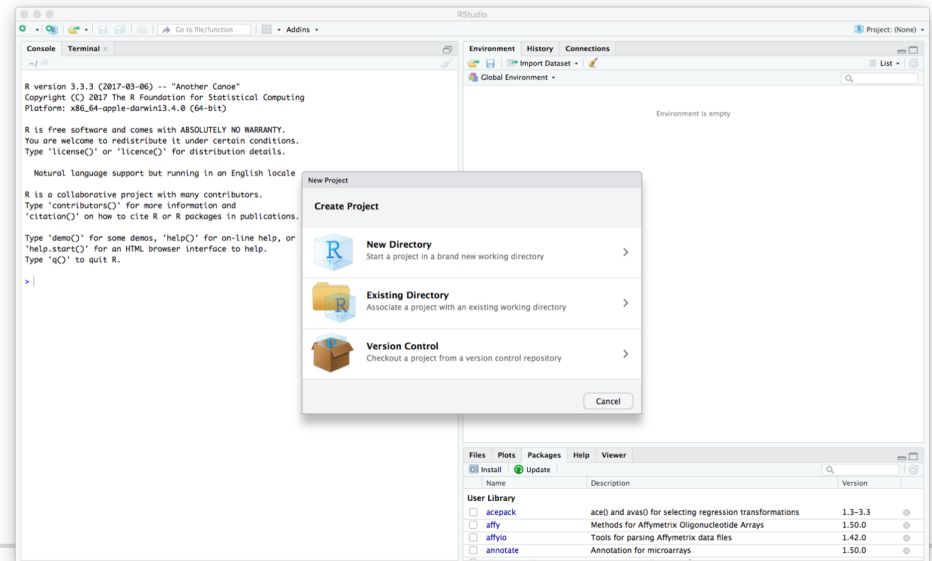 RStudio
Go to file/function
Addins
Project: (None)
Console Terminal
~/
R version 3.3.3 (2017-03-06) -- "Another Canoe"
Copyright (C) 2017 The R Foundation for Statistical Computing
Platform: x86_64-apple-darwin13.4.0 (64-bit)
R is free software and comes with ABSOLUTELY NO WARRANTY.
You are welcome to redistribute it under certain conditions.
Type 'license()' or 'licence()' for distribution details.
Natural language support but running in an English locale
R is a collaborative project with many contributors.
Type 'contributors()' for more information and
'citation()' on how to cite R or R packages in publications.
Type 'demo()' for some demos, 'help()' for on-line help, or
'help.start()' for an HTML browser interface to help.
Type 'q()' to quit R.
>
Environment History Connections
Import Dataset
List
Global Environment
Environment is empty
New Project
Create Project
R
New Directory
Start a project in a brand new working directory
R
Existing Directory
Associate a project with an existing working directory
Version Control
Checkout a project from a version control repository
Cancel
Files Plots Packages Help Viewer
Install Update
Name Description Version
User Library
acepack ace() and avas() for selecting regression transformations 1.3-3.3
affy Methods for Affymetrix Oligonucleotide Arrays 1.50.0
affyio Tools for parsing Affymetrix data files 1.42.0
annotate Annotation for microarrays 1.50.0